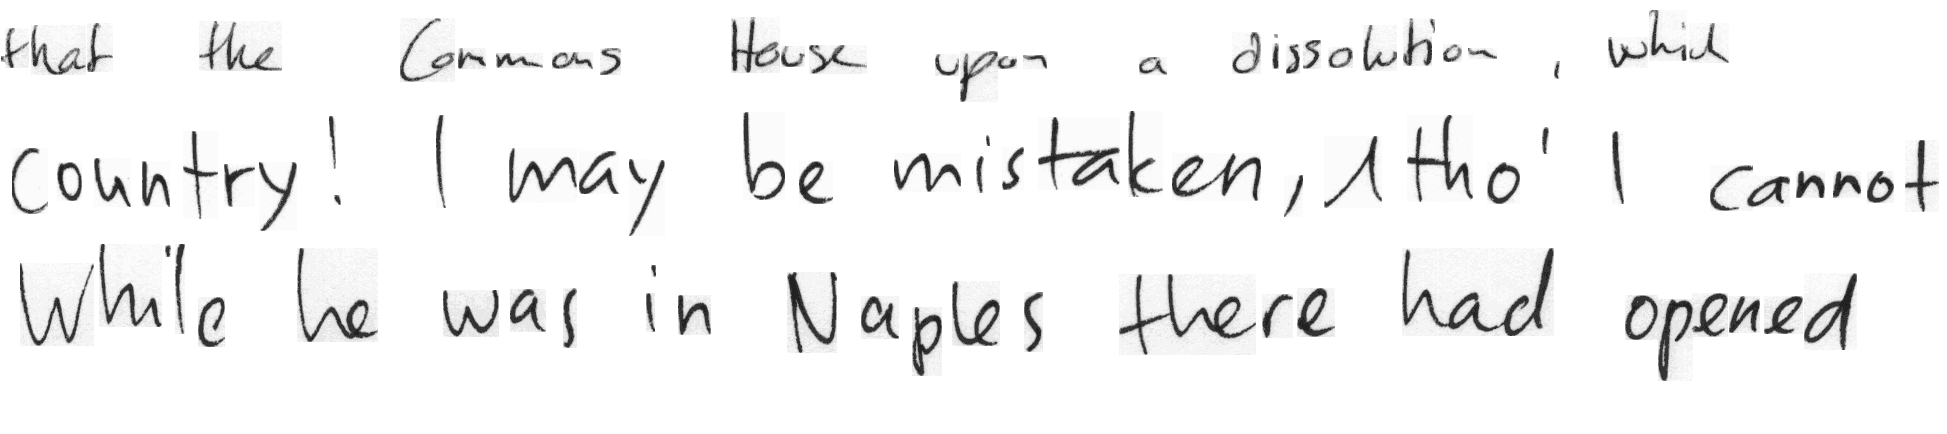 that the Commons House upon a dissolution , which
country! I may be mistaken, tho' I cannot
While he was in Naples there had opened